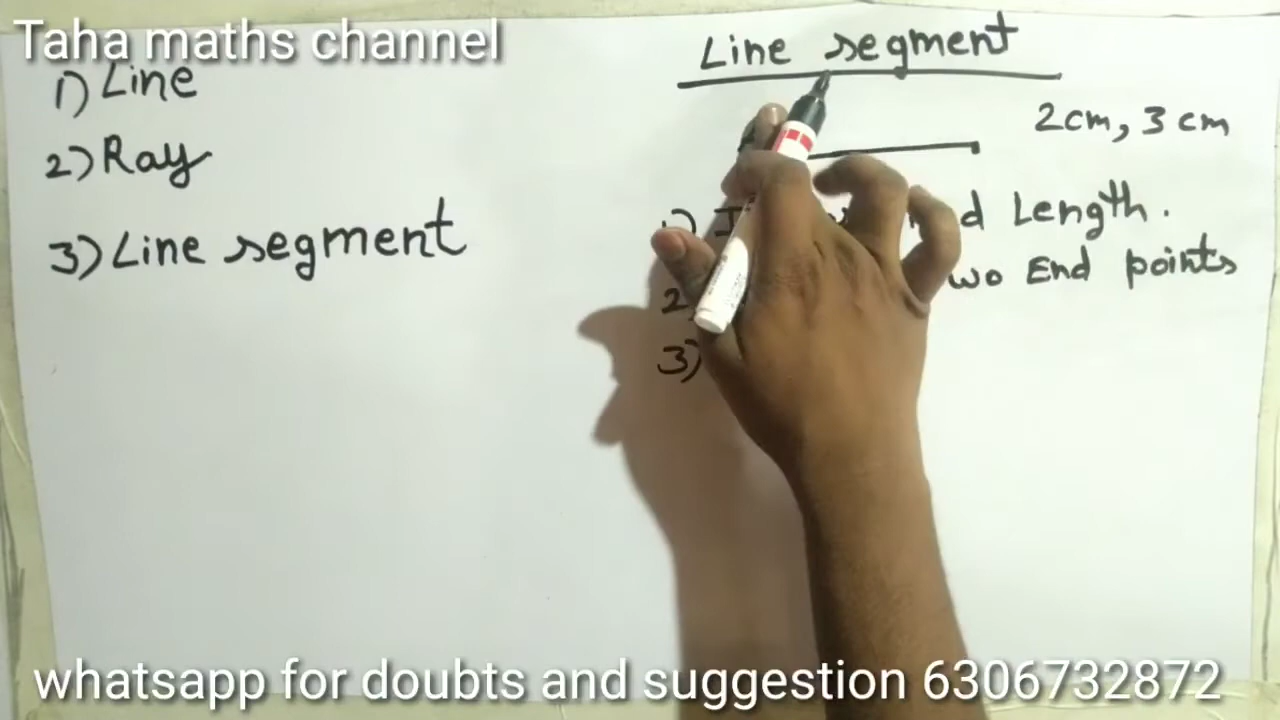 Taha maths channel
1) Line
2) Ray
3) Line segment
Line segment
2cm, 3 cm
1) Length.
2) End points
3)
whatsapp for doubts and suggestion 6306732872